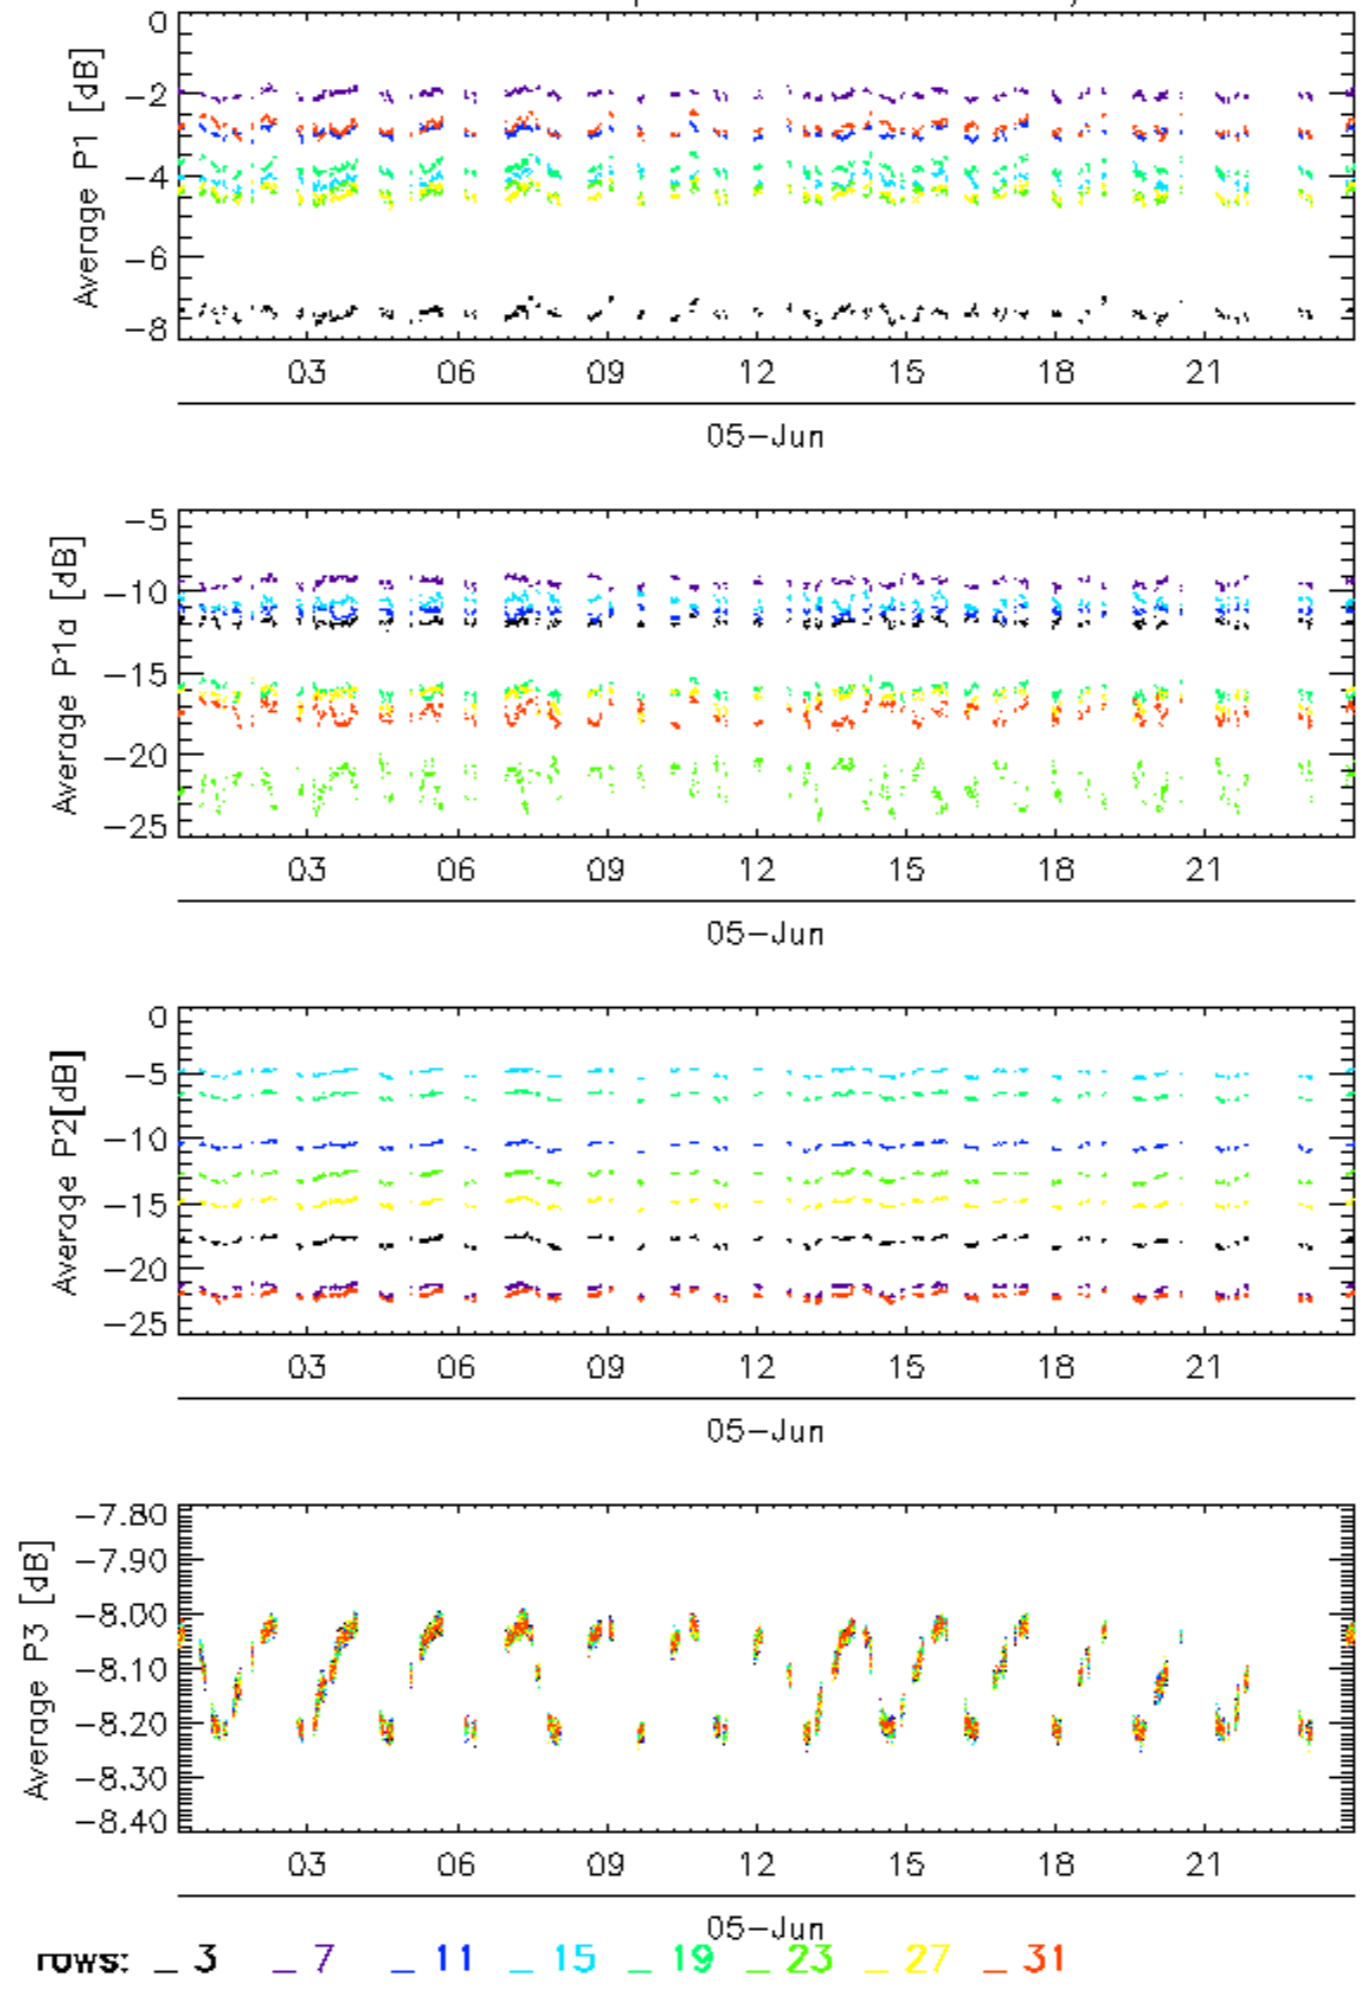 0
-2
-4
-6
-8
Average P1 [dB]
03 06 09 12 15 18 21
05-Jun
-5
-10
-15
-20
-25
Average P1a [dB]
03 06 09 12 15 18 21
05-Jun
0
-5
-10
-15
-20
-25
Average P2[dB]
03 06 09 12 15 18 21
05-Jun
-7.80
-7.90
-8.00
-8.10
-8.20
-8.30
-8.40
Average P3 [dB]
03 06 09 12 15 18 21
05-Jun
rows: _ 3 _ 7 _ 11 _ 15 _ 19 _ 23 _ 27 _ 31